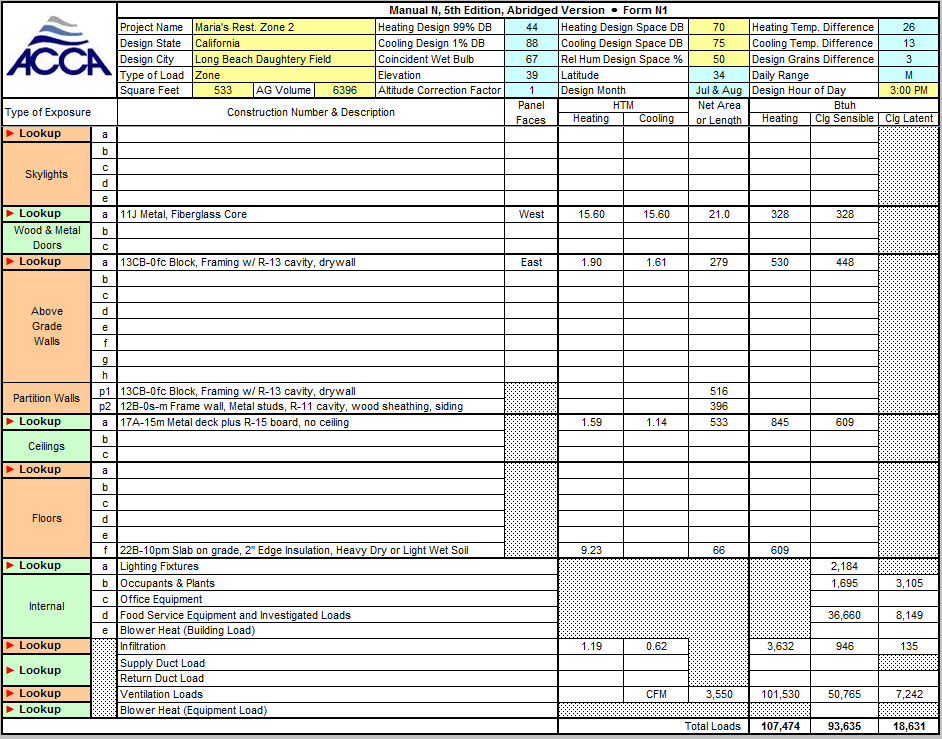 Manual N, 5th Edition, Abridged Version • Form N1
ACCA
Project Name Maria's Rest. Zone 2 Heating Design 99% DB 44 Heating Design Space DB 70 Heating Temp. Difference 26
Design State California Cooling Design 1% DB 88 Cooling Design Space DB 75 Cooling Temp. Difference 13
Design City Long Beach Daughtery Field Coincident Wet Bulb 67 Rel Hum Design Space % 50 Design Grains Difference 3
Type of Load Zone Elevation 39 Latitude 34 Daily Range M
Square Feet 533 AG Volume 6396 Altitude Correction Factor 1 Design Month Jul & Aug Design Hour of Day 3:00 PM
Type of Exposure Construction Number & Description Panel Faces HTM Heating Cooling Net Area or Length Btuh Heating Clg Sensible Clg Latent
► Lookup a
Skylights
b
c
d
e
► Lookup a 11J Metal, Fiberglass Core West 15.60 15.60 21.0 328 328
Wood & Metal Doors
b
c
► Lookup a 13CB-0fc Block, Framing w/ R-13 cavity, drywall East 1.90 1.61 279 530 448
Above Grade Walls
b
c
d
e
f
g
h
Partition Walls
p1 13CB-0fc Block, Framing w/ R-13 cavity, drywall 516
p2 12B-0s-m Frame wall, Metal studs, R-11 cavity, wood sheathing, siding 396
► Lookup a 17A-15m Metal deck plus R-15 board, no ceiling 1.59 1.14 533 845 609
Ceilings
b
c
► Lookup a
Floors
b
c
d
e
f 22B-10pm Slab on grade, 2" Edge Insulation, Heavy Dry or Light Wet Soil 9.23 66 609
► Lookup a Lighting Fixtures 2,184
Internal
b Occupants & Plants 1,695 3,105
c Office Equipment
d Food Service Equipment and Investigated Loads 36,660 8,149
e Blower Heat (Building Load)
► Lookup Infiltration 1.19 0.62 3,632 946 135
► Lookup Supply Duct Load
Return Duct Load
► Lookup Ventilation Loads CFM 3,550 101,530 50,765 7,242
► Lookup Blower Heat (Equipment Load)
Total Loads 107,474 93,635 18,631